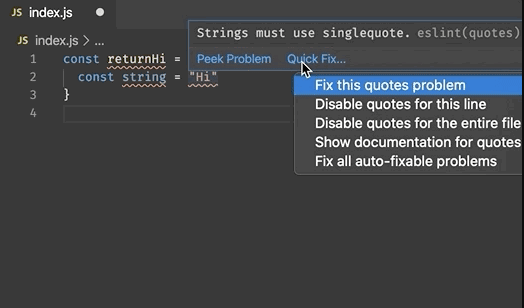 JS index.js
Strings must use singlequote. eslint(quotes)
JS index.js > ...
Peek Problem Quick Fix...
1 const returnHi =
2 const string = "Hi"
3 }
4
Fix this quotes problem
Disable quotes for this line
Disable quotes for the entire file
Show documentation for quotes
Fix all auto-fixable problems